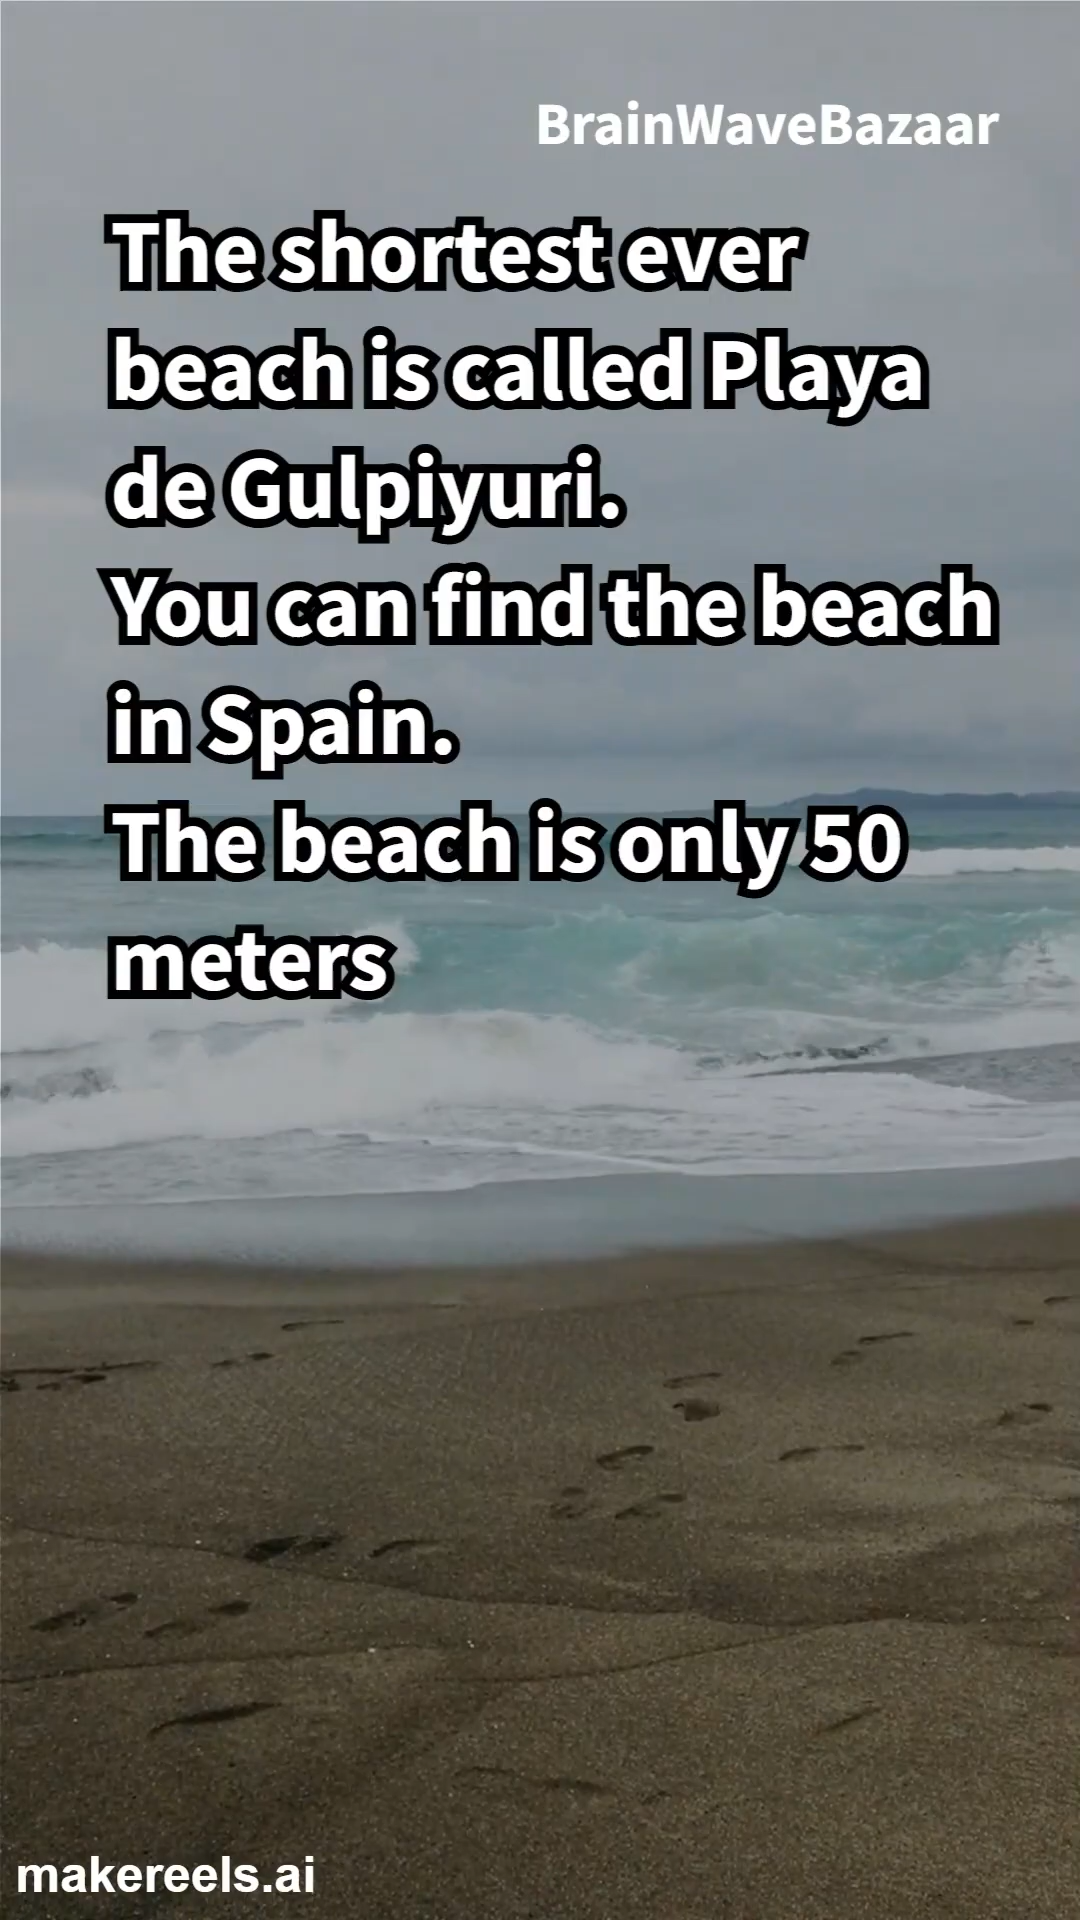 BrainWaveBazaar
The shortest ever
beach is called Playa
de Gulpiyuri.
You can find the beach
in Spain.
The beach is only 50
meters
makereels.ai